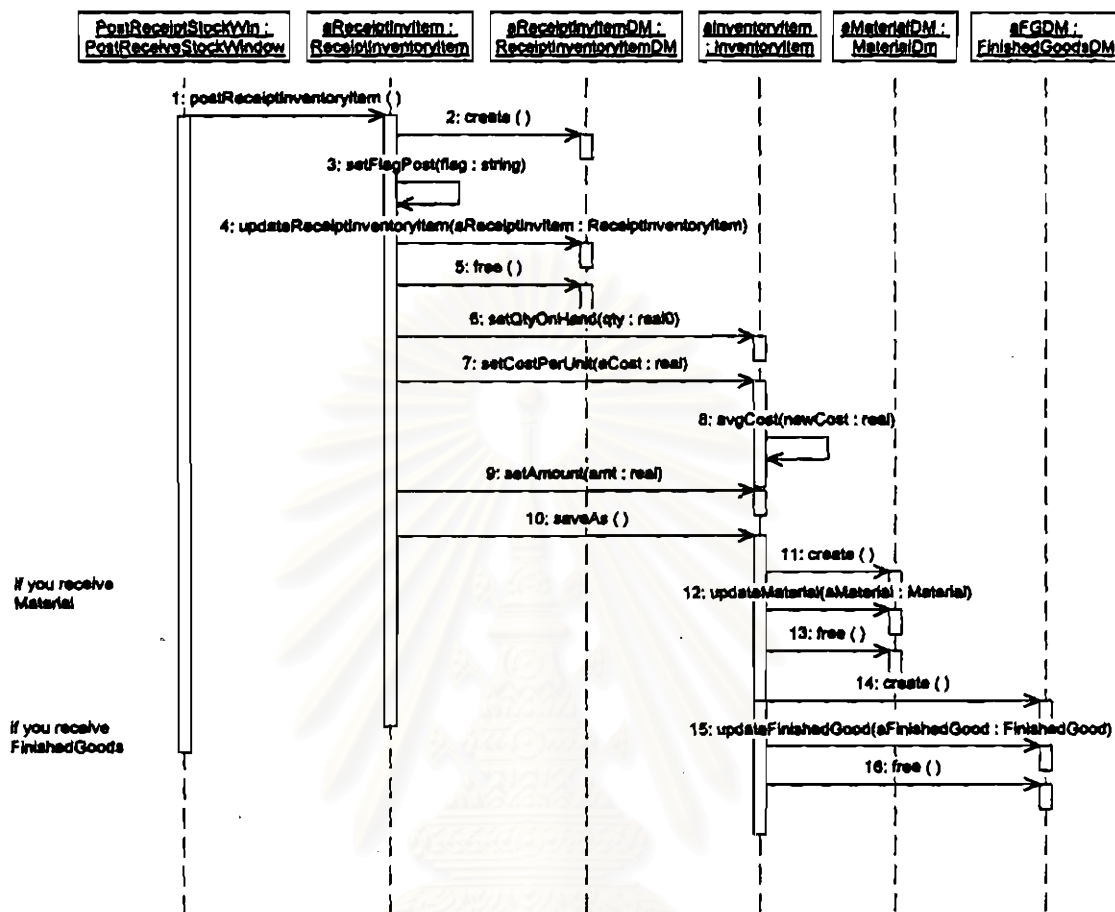 PostReceiptStockWin :
PostReceiveStockWindow
aReceiptInvItem :
ReceiptInventoryItem
aReceiptInvItemDM :
ReceiptInventoryItemDM
aInventoryItem
: InventoryItem
aMaterialDM :
MaterialDm
aFGDM :
FinishedGoodsDM
1: postReceiptInventoryItem ( )
2: create ( )
3: setFlagPost(flag : string)
4: updateReceiptInventoryItem(aReceiptInvItem : ReceiptInventoryItem)
5: free ( )
6: setQtyOnHand(qty : real0)
7: setCostPerUnit(aCost : real)
8: avgCost(newCost : real)
9: setAmount(amt : real)
10: saveAs ( )
11: create ( )
If you receive
Material
12: updateMaterial(aMaterial : Material)
13: free ( )
14: create ( )
if you receive
FinishedGoods
15: updateFinishedGood(aFinishedGood : FinishedGood)
16: free ( )